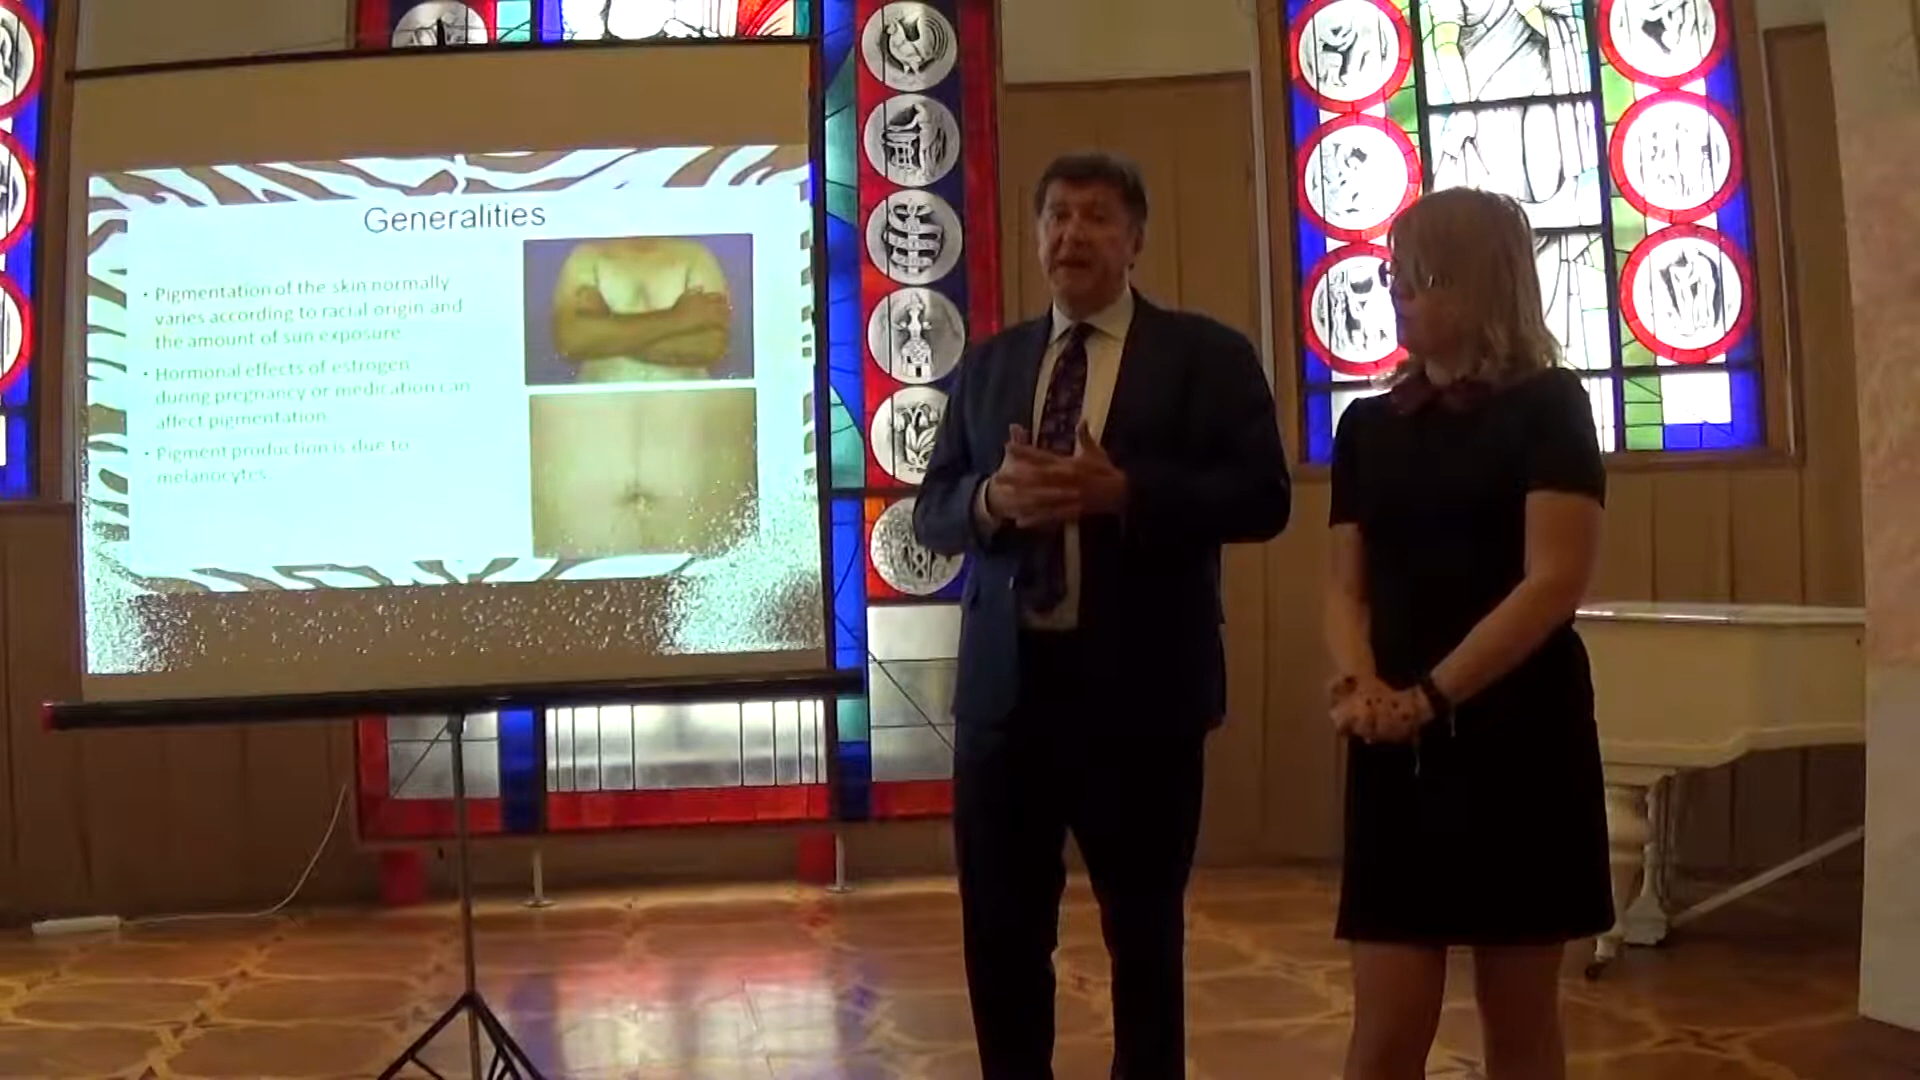 Generalities
• Pigmentation of the skin normally
varies according to racial origin and
the amount of sun exposure.
• Hormonal effects of estrogen
during pregnancy or medication can
affect pigmentation.
• Pigment production is due to
melanocytes.